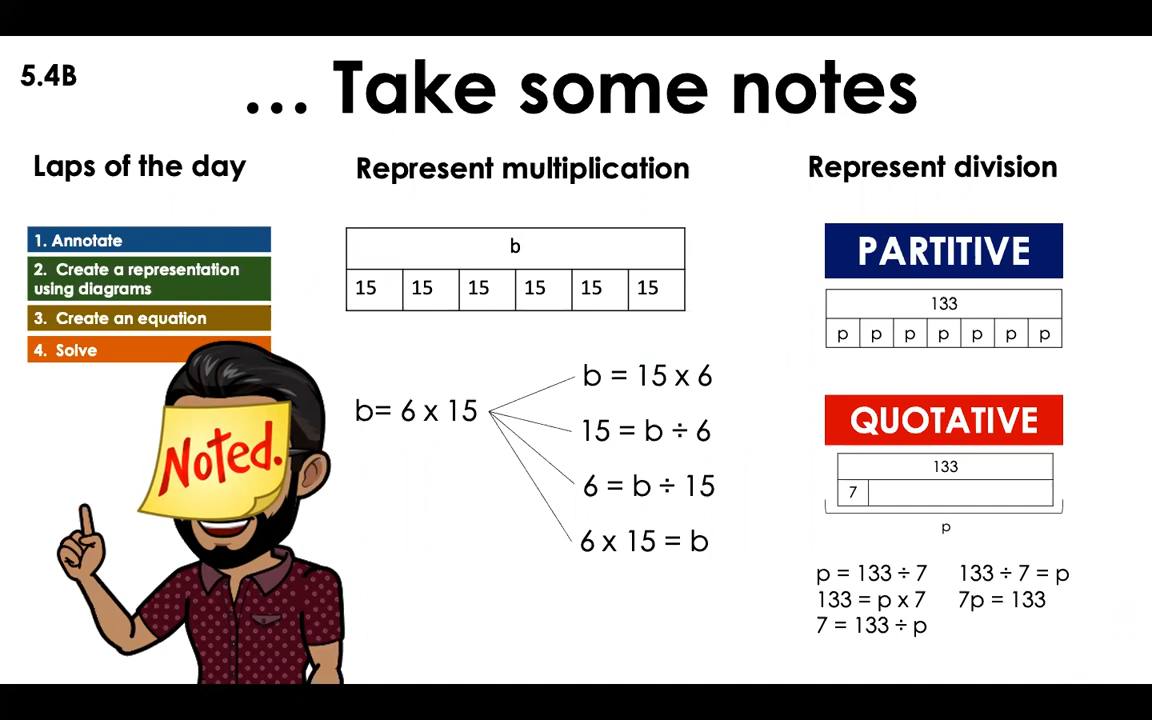 5.4B
... Take some notes
Laps of the day
1. Annotate
2. Create a representation
using diagrams
3. Create an equation
4. Solve
Noted.
Represent multiplication
b
15 15 15 15 15 15
b= 6 x 15
b = 15 x 6
15 = b ÷ 6
6 = b ÷ 15
6 x 15 = b
Represent division
PARTITIVE
133
p p p p p p p
QUOTATIVE
133
7
p
p = 133 ÷ 7 133 ÷ 7 = p
133 = p x 7 7p = 133
7 = 133 ÷ p